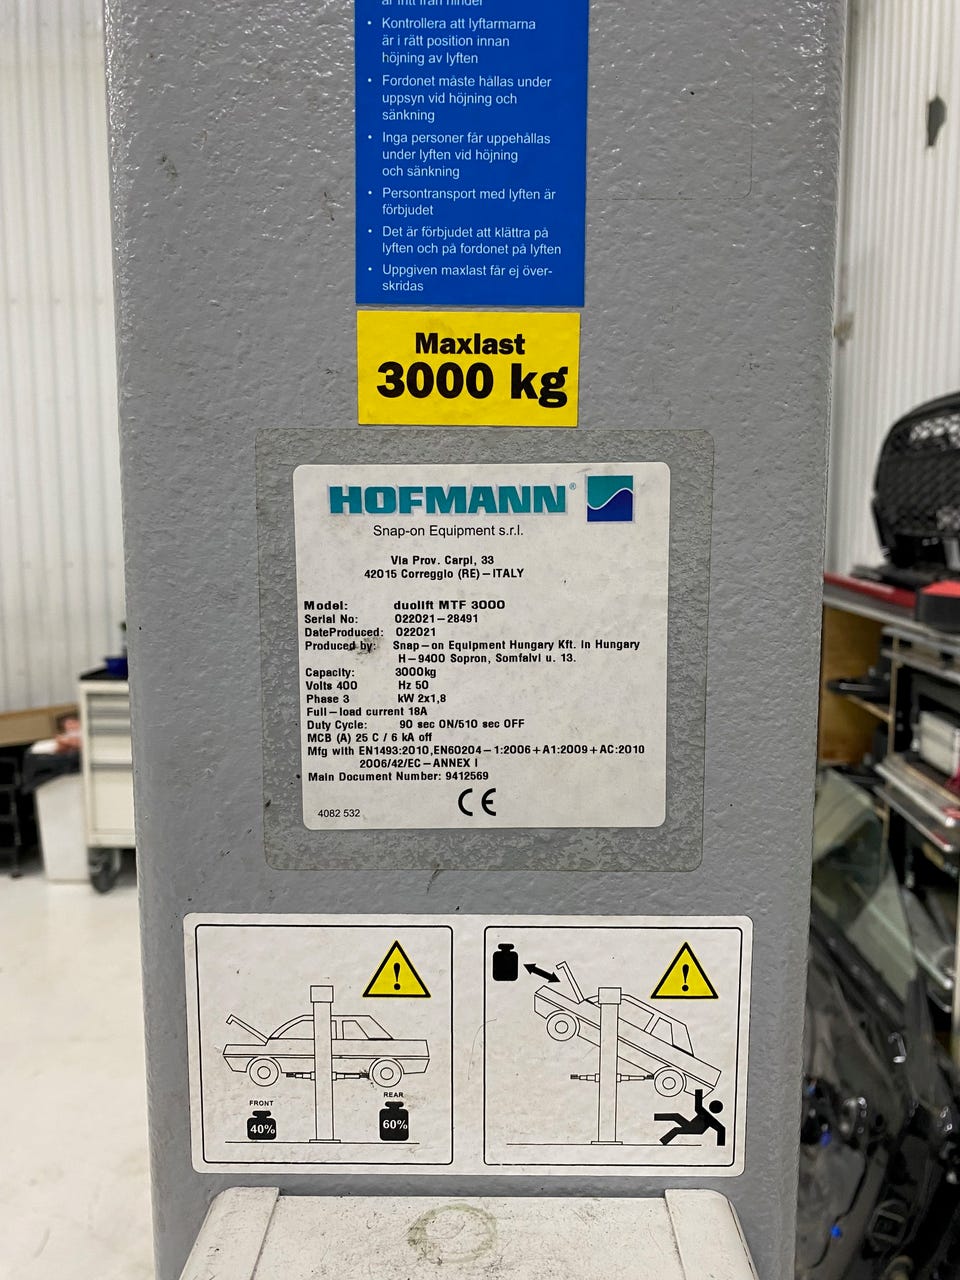 är fritt från hinder
• Kontrollera att lyftarmarna
är i rätt position innan
höjning av lyften
• Fordonet måste hållas under
uppsyn vid höjning och
sänkning
• Inga personer får uppehållas
under lyften vid höjning
och sänkning
• Persontransport med lyften är
förbjudet
• Det är förbjudet att klättra på
lyften och på fordonet på lyften
• Uppgiven maxlast får ej över-
skridas
Maxlast
3000 kg
HOFMANN®
Snap-on Equipment s.r.l.
Via Prov. Carpi, 33
42015 Correggio (RE)–ITALY
Model: duolift MTF 3000
Serial No: 022021–28491
DateProduced: 022021
Produced by: Snap–on Equipment Hungary Kft. in Hungary
H–9400 Sopron, Somfalvi u. 13.
Capacity: 3000kg
Volts 400 Hz 50
Phase 3 kW 2x1,8
Full–load current 18A
Duty Cycle: 90 sec ON/510 sec OFF
MCB (A) 25 C / 6 kA off
Mfg with EN1493:2010,EN60204–1:2006+A1:2009+AC:2010
2006/42/EC–ANNEX I
Main Document Number: 9412569
4082 532
CE
FRONT
40%
REAR
60%